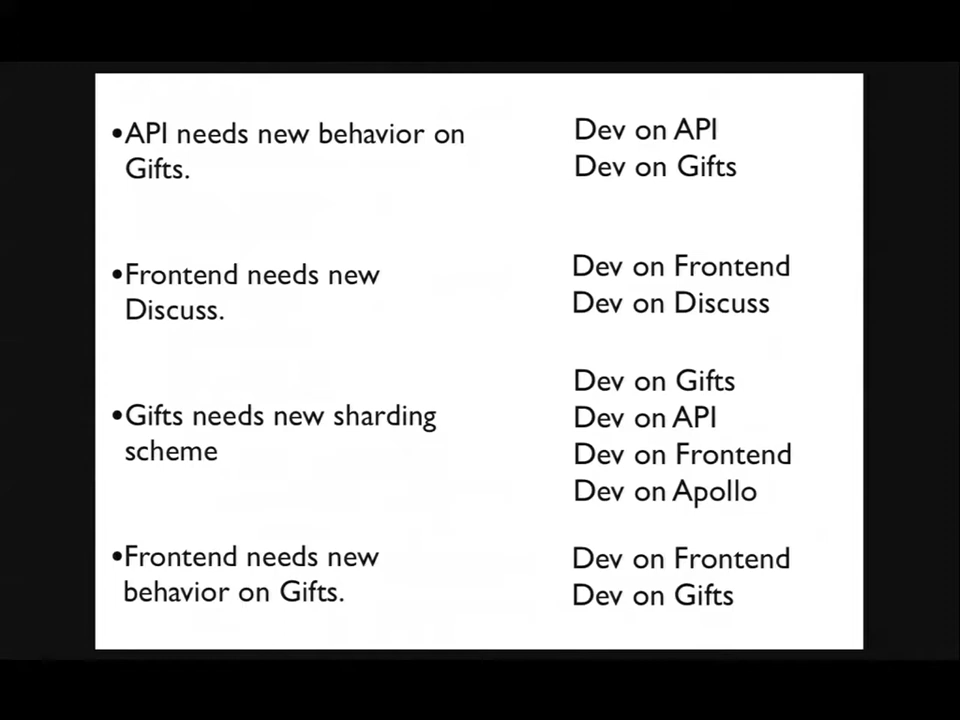 •API needs new behavior on
Gifts.
Dev on API
Dev on Gifts
•Frontend needs new
Discuss.
Dev on Frontend
Dev on Discuss
•Gifts needs new sharding
scheme
Dev on Gifts
Dev on API
Dev on Frontend
Dev on Apollo
•Frontend needs new
behavior on Gifts.
Dev on Frontend
Dev on Gifts